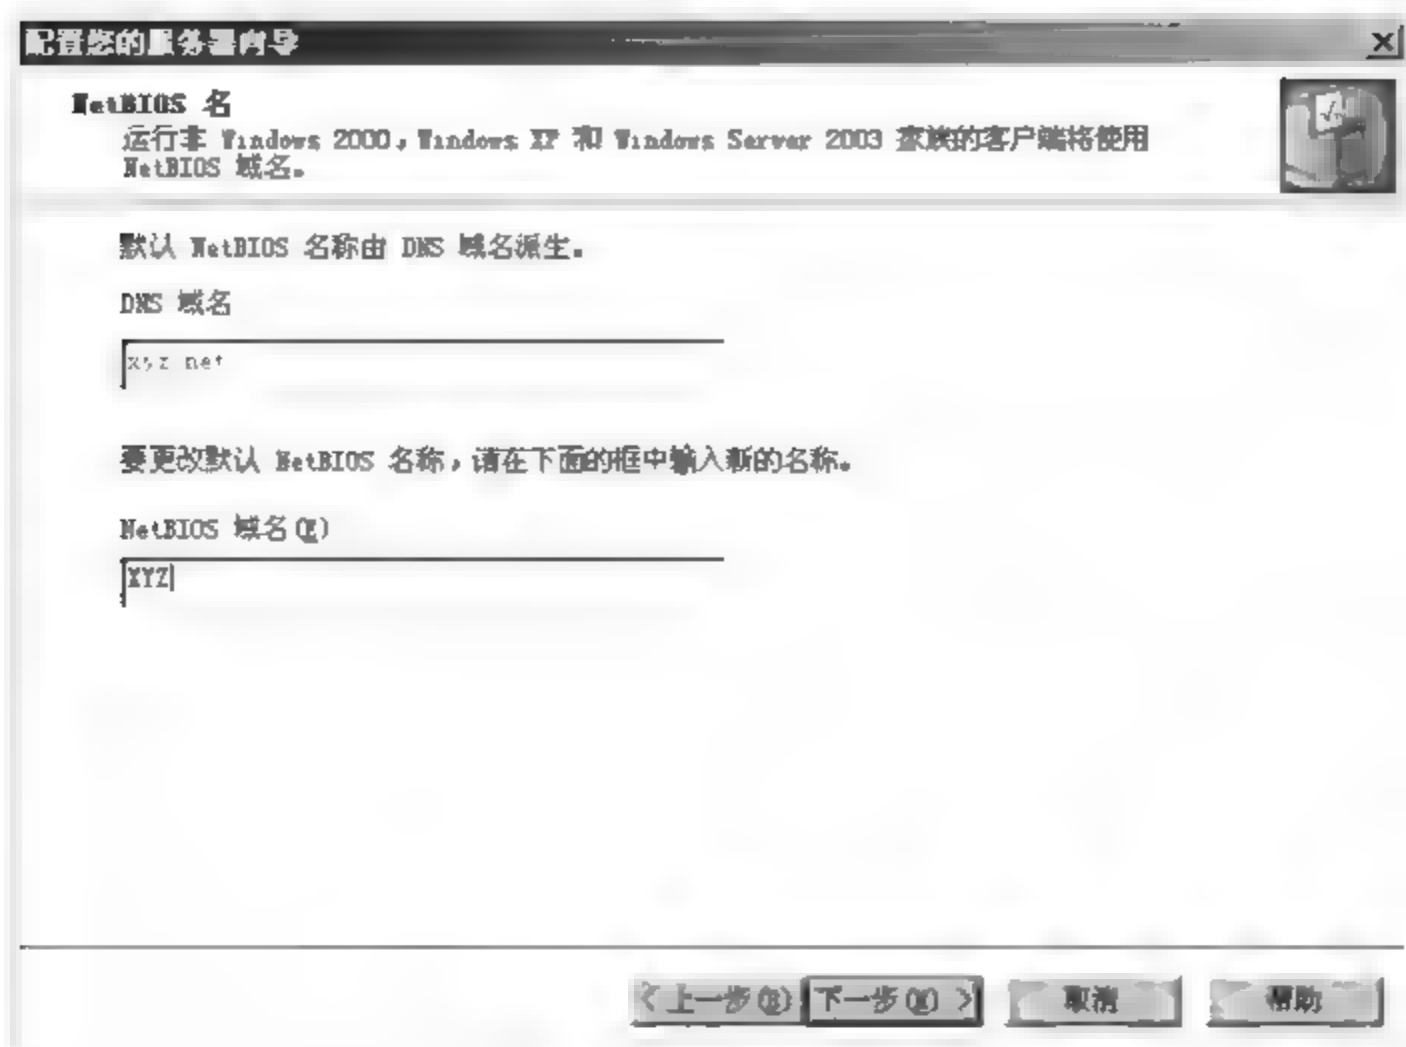 配置您的服务器向导
NetBIOS 名
运行非 Windows 2000，Windows XP 和 Windows Server 2003 家族的客户端将使用
NetBIOS 域名。
默认 NetBIOS 名称由 DNS 域名派生。
DNS 域名
xyz net
要更改默认 NetBIOS 名称，请在下面的框中输入新的名称。
NetBIOS 域名(E)
XYZ
< 上一步(B) 下一步(N) > 取消 帮助